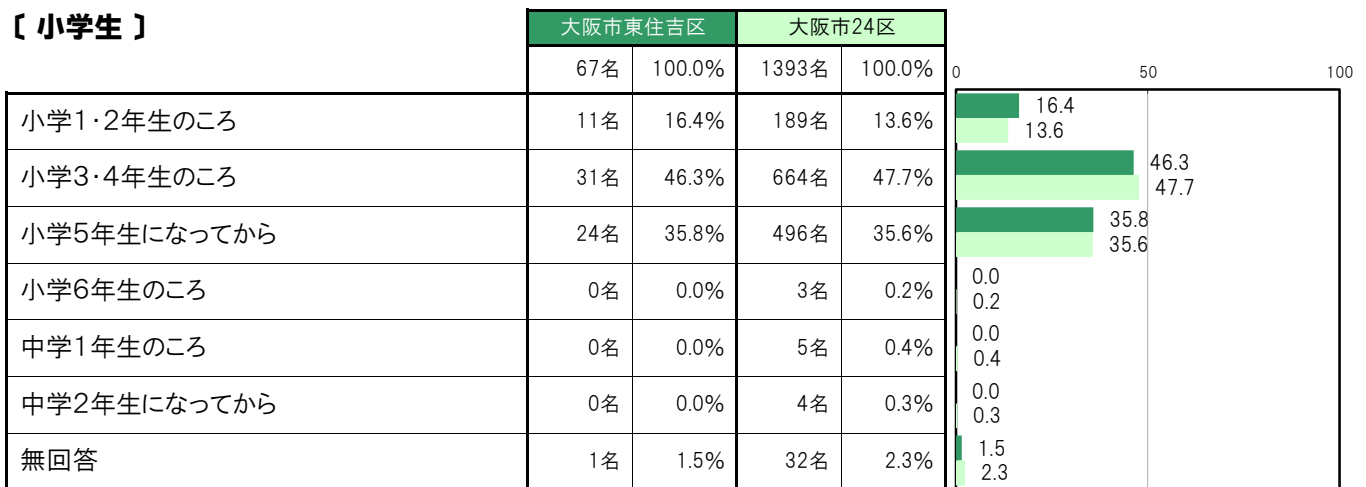 〔 小学生 〕
大阪市東住吉区 大阪市24区
67名 100.0% 1393名 100.0%
0 50 100
小学1・2年生のころ 11名 16.4% 189名 13.6%
16.4
13.6
小学3・4年生のころ 31名 46.3% 664名 47.7%
46.3
47.7
小学5年生になってから 24名 35.8% 496名 35.6%
35.8
35.6
小学6年生のころ 0名 0.0% 3名 0.2%
0.0
0.2
中学1年生のころ 0名 0.0% 5名 0.4%
0.0
0.4
中学2年生になってから 0名 0.0% 4名 0.3%
0.0
0.3
無回答 1名 1.5% 32名 2.3%
1.5
2.3